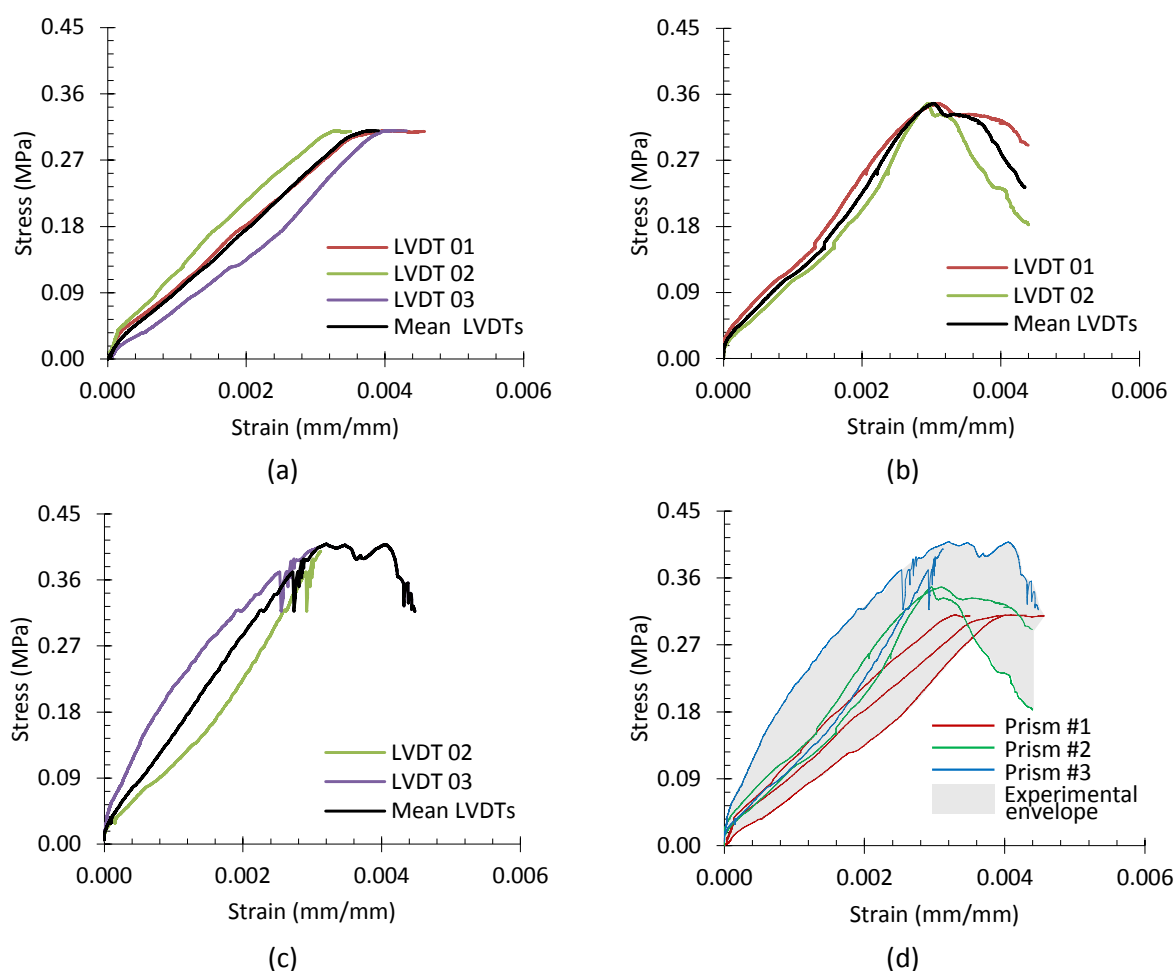 0.45
0.36
0.27
0.18
0.09
0.00
Stress (MPa)
LVDT 01
LVDT 02
LVDT 03
Mean LVDTs
0.000 0.002 0.004 0.006
Strain (mm/mm)
(a)
0.45
0.36
0.27
0.18
0.09
0.00
Stress (MPa)
LVDT 01
LVDT 02
Mean LVDTs
0.000 0.002 0.004 0.006
Strain (mm/mm)
(b)
0.45
0.36
0.27
0.18
0.09
0.00
Stress (MPa)
LVDT 02
LVDT 03
Mean LVDTs
0.000 0.002 0.004 0.006
Strain (mm/mm)
(c)
0.45
0.36
0.27
0.18
0.09
0.00
Stress (MPa)
Prism #1
Prism #2
Prism #3
Experimental
envelope
0.000 0.002 0.004 0.006
Strain (mm/mm)
(d)